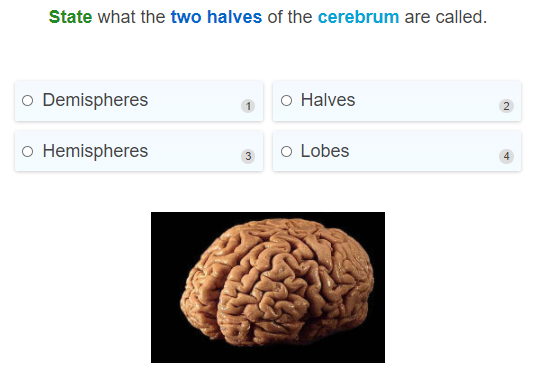 State what the two halves of the cerebrum are called.
Demispheres 1
Halves 2
Hemispheres 3
Lobes 4